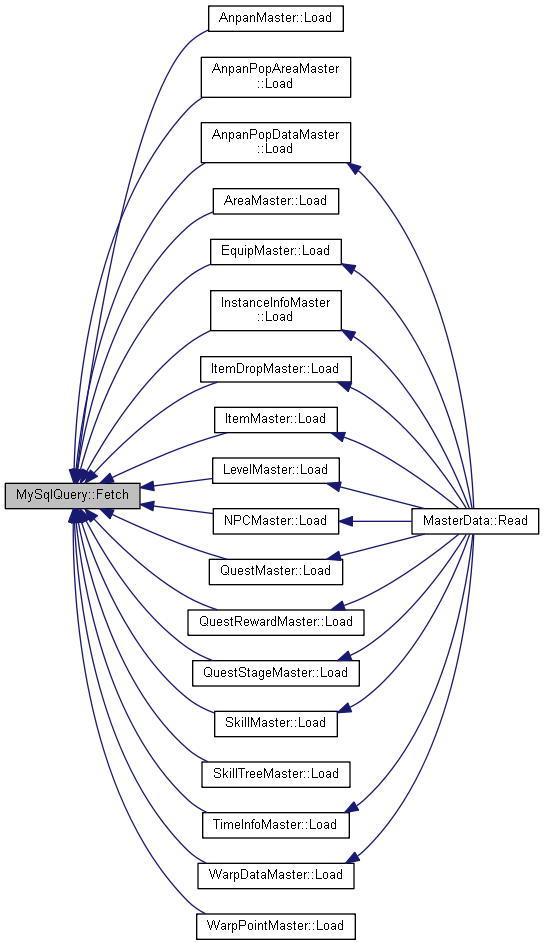 AnpanMaster::Load
AnpanPopAreaMaster
::Load
AnpanPopDataMaster
::Load
AreaMaster::Load
EquipMaster::Load
InstanceInfoMaster
::Load
ItemDropMaster::Load
ItemMaster::Load
LevelMaster::Load
MySqlQuery::Fetch
NPCMaster::Load
MasterData::Read
QuestMaster::Load
QuestRewardMaster::Load
QuestStageMaster::Load
SkillMaster::Load
SkillTreeMaster::Load
TimeInfoMaster::Load
WarpDataMaster::Load
WarpPointMaster::Load